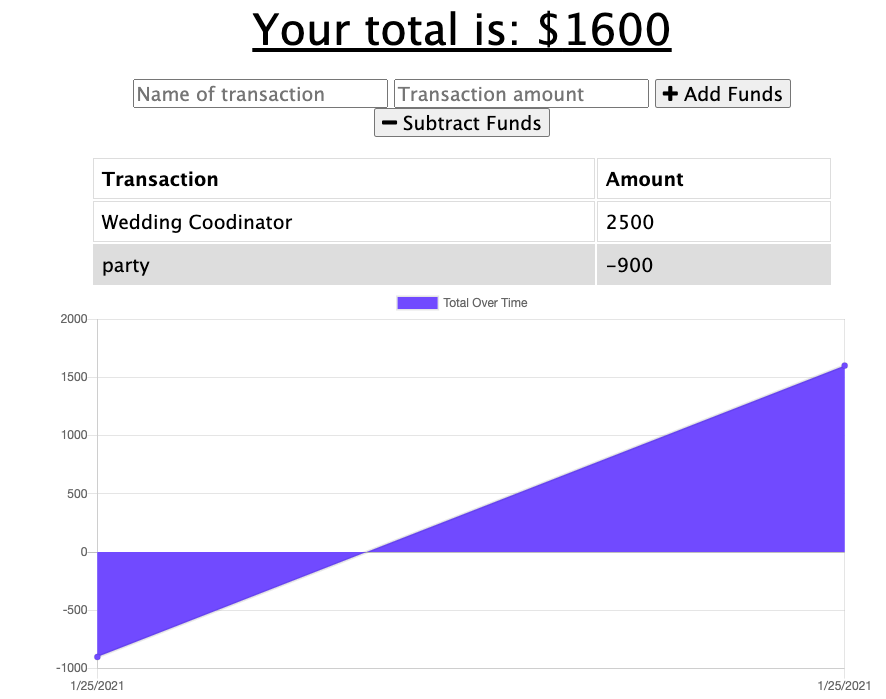 Your total is: $1600
Name of transaction Transaction amount Add Funds
Subtract Funds
Transaction Amount
Wedding Coodinator 2500
party -900
Total Over Time
2000
1500
1000
500
0
-500
-1000
1/25/2021 1/25/2021